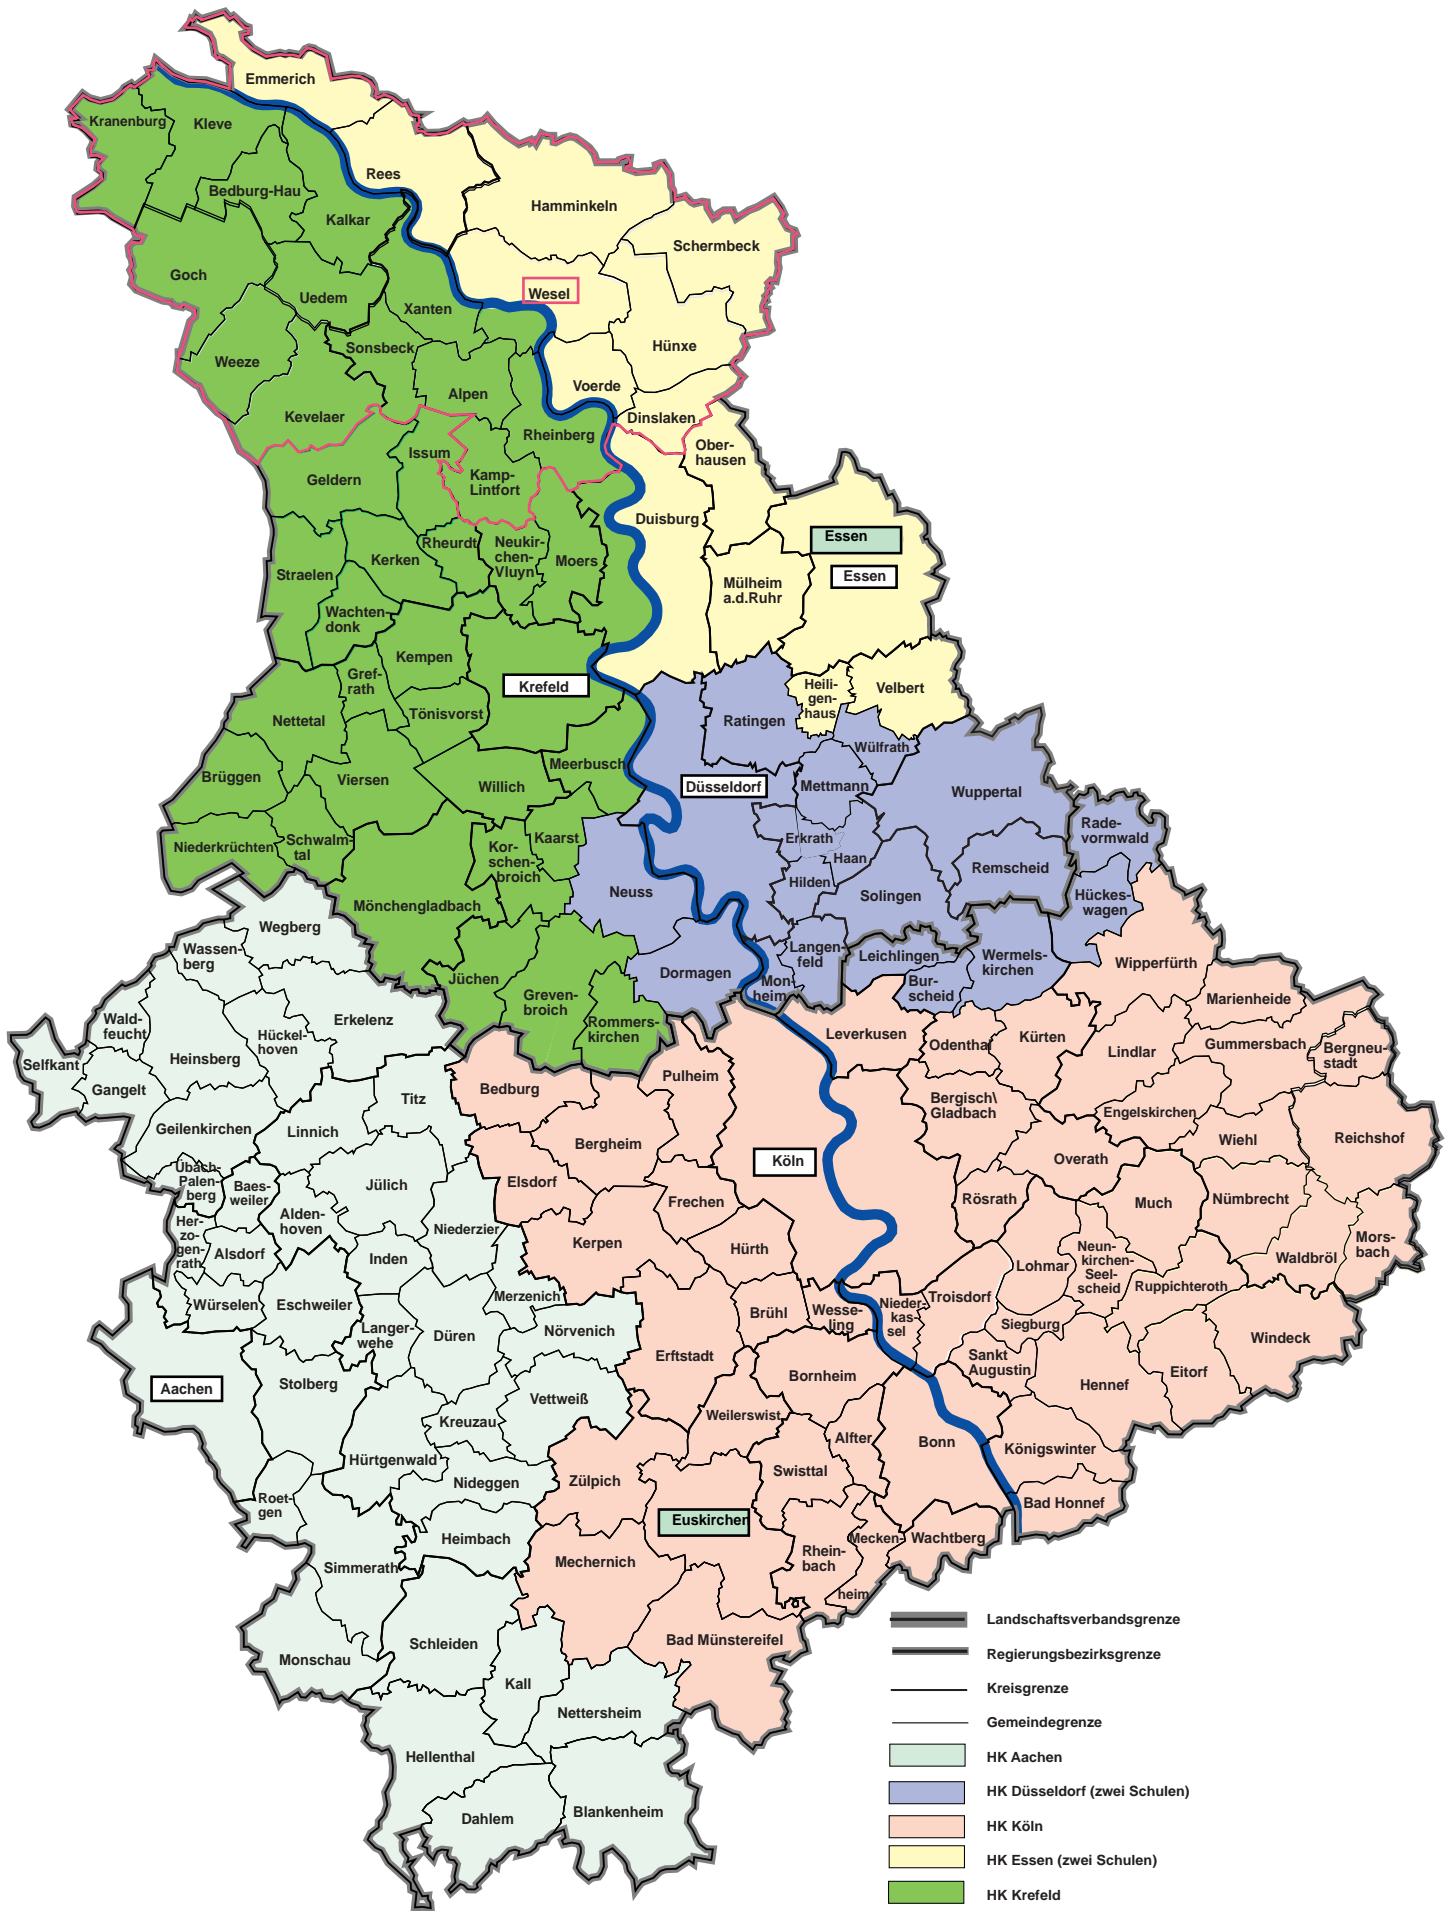 Emmerich
Kranenburg
Kleve
Rees
Bedburg-Hau
Hamminkeln
Kalkar
Schermbeck
Goch
Uedem
Wesel
Xanten
Hünxe
Sonsbeck
Weeze
Voerde
Alpen
Kevelaer
Dinslaken
Rheinberg
Ober-
hausen
Issum
Geldern
Kamp-
Lintfort
Duisburg
Essen
Rheurdt
Neukir-
chen-
Vluyn
Kerken
Moers
Straelen
Essen
Mülheim
a.d.Ruhr
Wachten-
donk
Kempen
Gref-
rath
Krefeld
Heili-
gen-
haus
Velbert
Tönisvorst
Nettetal
Ratingen
Wülfrath
Meerbusch
Brüggen
Viersen
Willich
Düsseldorf
Mettmann
Wuppertal
Rade-
vormwald
Kaarst
Erkrath
Schwalm-
tal
Niederkrüchten
Kor-
schen-
broich
Haan
Remscheid
Hilden
Neuss
Solingen
Hückes-
wagen
Mönchengladbach
Wegberg
Wassen-
berg
Langen-
feld
Leichlingen
Wermels-
kirchen
Wipperfürth
Jüchen
Dormagen
Mon-
heim
Bur-
scheid
Greven-
broich
Marienheide
Wald-
feucht
Erkelenz
Rommers-
kirchen
Hückel-
hoven
Leverkusen
Odenthal
Kürten
Lindlar
Gummersbach
Bergneu-
stadt
Selfkant
Heinsberg
Gangelt
Bedburg
Pulheim
Titz
Bergisch\
Gladbach
Engelskirchen
Geilenkirchen
Linnich
Bergheim
Wiehl
Reichshof
Köln
Overath
Übach-
Palen-
berg
Baes-
weiler
Jülich
Elsdorf
Frechen
Rösrath
Much
Nümbrecht
Alden-
hoven
Niederzier
Her-
zo-
gen-
rath
Alsdorf
Inden
Kerpen
Hürth
Neun-
kirchen-
Seel-
scheid
Mors-
bach
Waldbröl
Lohmar
Ruppichteroth
Merzenich
Troisdorf
Würselen
Eschweiler
Brühl
Wesse-
ling
Nieder-
kas-
sel
Siegburg
Langer-
wehe
Düren
Nörvenich
Windeck
Erftstadt
Sankt
Augustin
Eitorf
Aachen
Stolberg
Bornheim
Hennef
Vettweiß
Kreuzau
Weilerswist
Alfter
Bonn
Königswinter
Hürtgenwald
Nideggen
Zülpich
Swisttal
Roet-
gen
Bad Honnef
Euskirchen
Heimbach
Mecken-
heim
Wachtberg
Rhein-
bach
Simmerath
Mechernich
Schleiden
Bad Münstereifel
Monschau
Kall
Nettersheim
Hellenthal
Dahlem
Blankenheim
Landschaftsverbandsgrenze
Regierungsbezirksgrenze
Kreisgrenze
Gemeindegrenze
HK Aachen
HK Düsseldorf (zwei Schulen)
HK Köln
HK Essen (zwei Schulen)
HK Krefeld